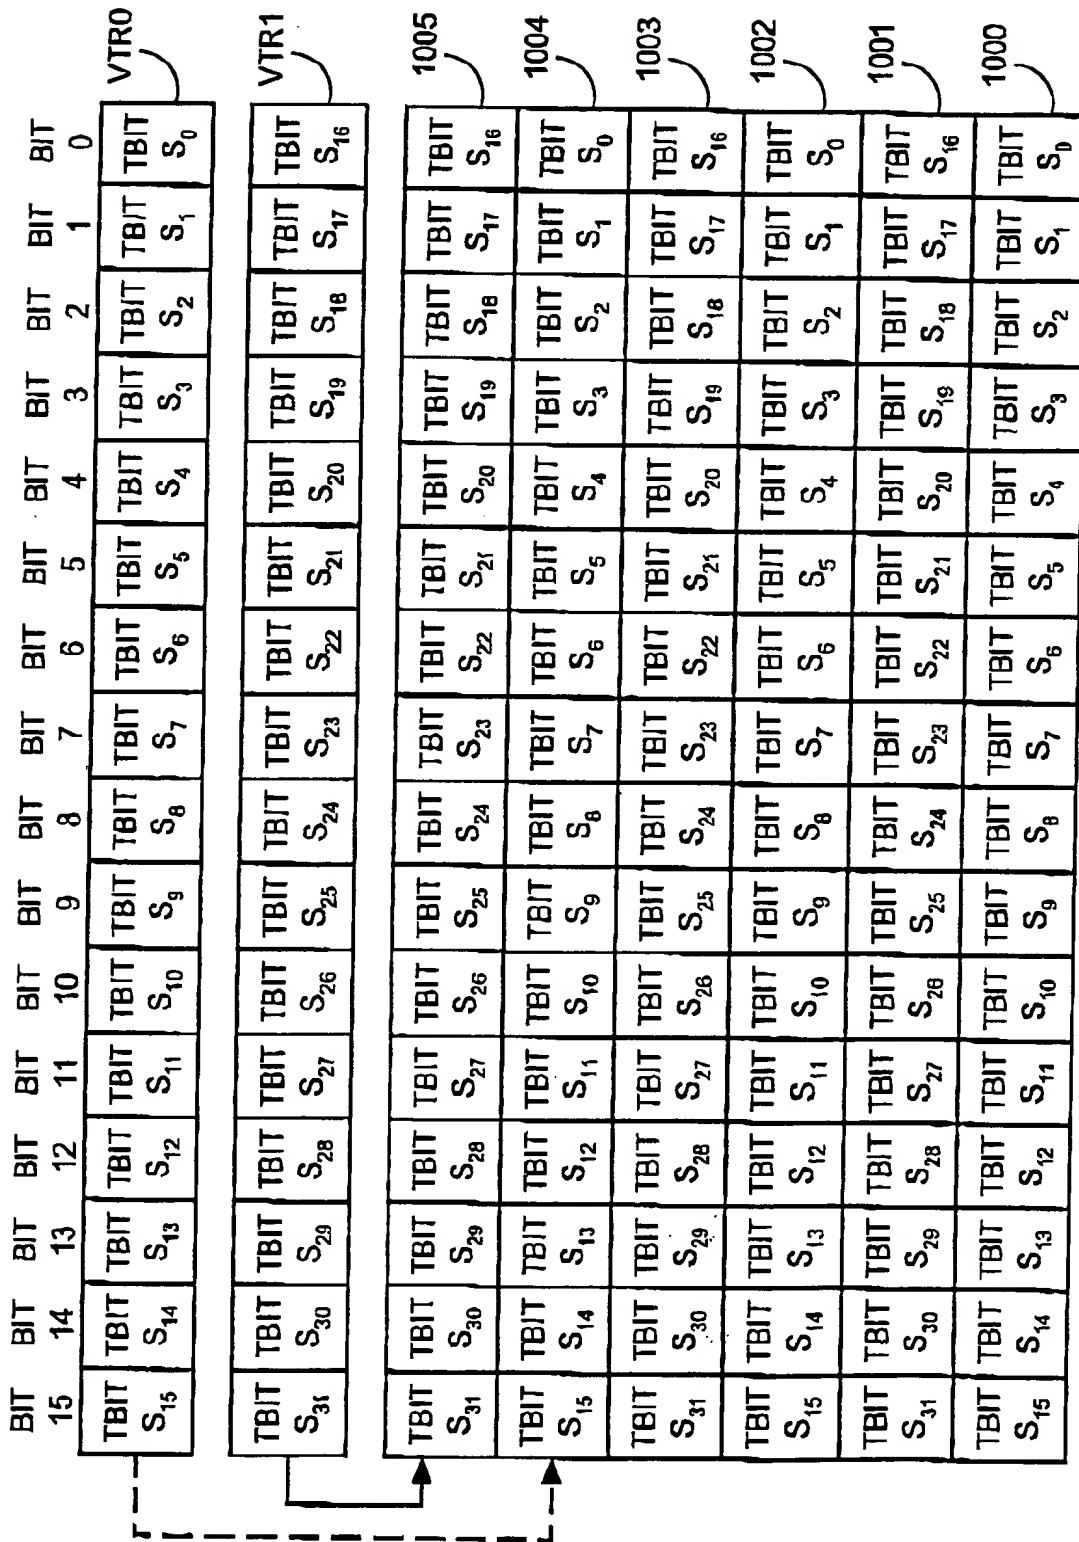 BIT BIT BIT BIT BIT BIT BIT BIT BIT BIT BIT BIT BIT BIT BIT BIT
15 14 13 12 11 10 9 8 7 6 5 4 3 2 1 0
TBIT TBIT TBIT TBIT TBIT TBIT TBIT TBIT TBIT TBIT TBIT TBIT TBIT TBIT TBIT TBIT VTR0
S₁₅ S₁₄ S₁₃ S₁₂ S₁₁ S₁₀ S₉ S₈ S₇ S₆ S₅ S₄ S₃ S₂ S₁ S₀
TBIT TBIT TBIT TBIT TBIT TBIT TBIT TBIT TBIT TBIT TBIT TBIT TBIT TBIT TBIT TBIT VTR1
S₃₁ S₃₀ S₂₉ S₂₈ S₂₇ S₂₆ S₂₅ S₂₄ S₂₃ S₂₂ S₂₁ S₂₀ S₁₉ S₁₈ S₁₇ S₁₆
TBIT TBIT TBIT TBIT TBIT TBIT TBIT TBIT TBIT TBIT TBIT TBIT TBIT TBIT TBIT TBIT 1005
S₃₁ S₃₀ S₂₉ S₂₈ S₂₇ S₂₆ S₂₅ S₂₄ S₂₃ S₂₂ S₂₁ S₂₀ S₁₉ S₁₈ S₁₇ S₁₆
TBIT TBIT TBIT TBIT TBIT TBIT TBIT TBIT TBIT TBIT TBIT TBIT TBIT TBIT TBIT TBIT 1004
S₁₅ S₁₄ S₁₃ S₁₂ S₁₁ S₁₀ S₉ S₈ S₇ S₆ S₅ S₄ S₃ S₂ S₁ S₀
TBIT TBIT TBIT TBIT TBIT TBIT TBIT TBIT TBIT TBIT TBIT TBIT TBIT TBIT TBIT TBIT 1003
S₃₁ S₃₀ S₂₉ S₂₈ S₂₇ S₂₆ S₂₅ S₂₄ S₂₃ S₂₂ S₂₁ S₂₀ S₁₉ S₁₈ S₁₇ S₁₆
TBIT TBIT TBIT TBIT TBIT TBIT TBIT TBIT TBIT TBIT TBIT TBIT TBIT TBIT TBIT TBIT 1002
S₁₅ S₁₄ S₁₃ S₁₂ S₁₁ S₁₀ S₉ S₈ S₇ S₆ S₅ S₄ S₃ S₂ S₁ S₀
TBIT TBIT TBIT TBIT TBIT TBIT TBIT TBIT TBIT TBIT TBIT TBIT TBIT TBIT TBIT TBIT 1001
S₃₁ S₃₀ S₂₉ S₂₈ S₂₇ S₂₆ S₂₅ S₂₄ S₂₃ S₂₂ S₂₁ S₂₀ S₁₉ S₁₈ S₁₇ S₁₆
TBIT TBIT TBIT TBIT TBIT TBIT TBIT TBIT TBIT TBIT TBIT TBIT TBIT TBIT TBIT TBIT 1000
S₁₅ S₁₄ S₁₃ S₁₂ S₁₁ S₁₀ S₉ S₈ S₇ S₆ S₅ S₄ S₃ S₂ S₁ S₀